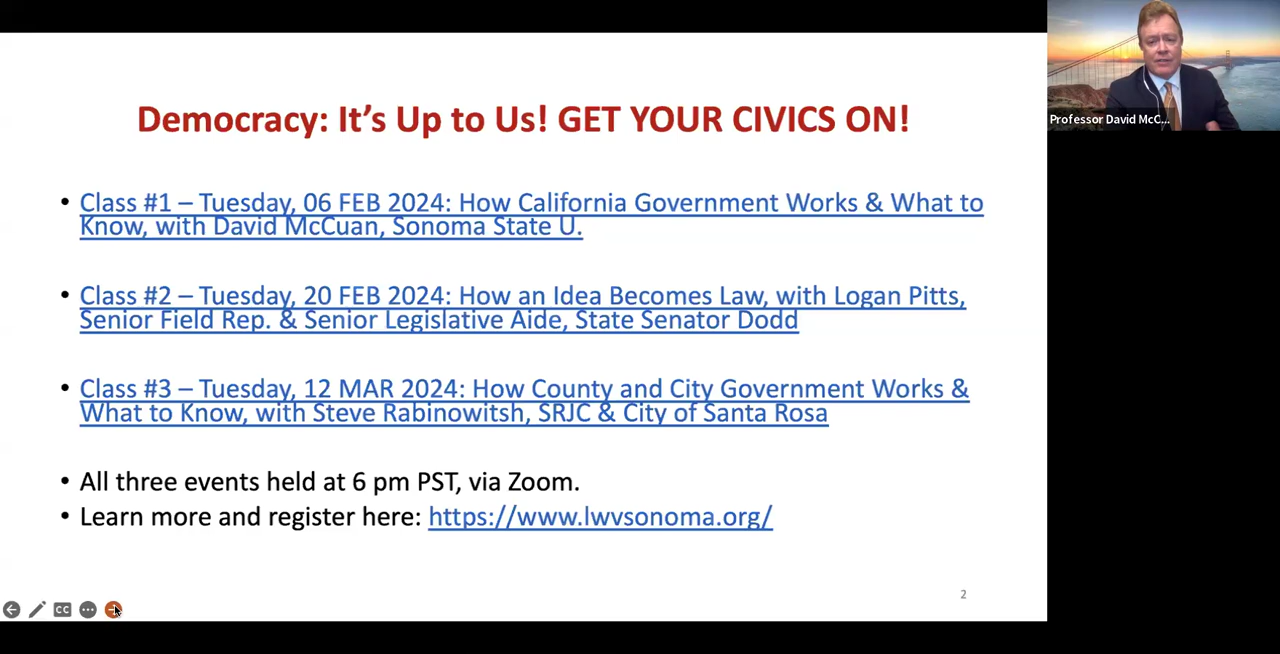 Democracy: It's Up to Us! GET YOUR CIVICS ON!
• Class #1 – Tuesday, 06 FEB 2024: How California Government Works & What to
Know, with David McCuan, Sonoma State U.
• Class #2 – Tuesday, 20 FEB 2024: How an Idea Becomes Law, with Logan Pitts,
Senior Field Rep. & Senior Legislative Aide, State Senator Dodd
• Class #3 – Tuesday, 12 MAR 2024: How County and City Government Works &
What to Know, with Steve Rabinowitsh, SRJC & City of Santa Rosa
• All three events held at 6 pm PST, via Zoom.
• Learn more and register here: https://www.lwvsonoma.org/
2
CC
Professor David McC...